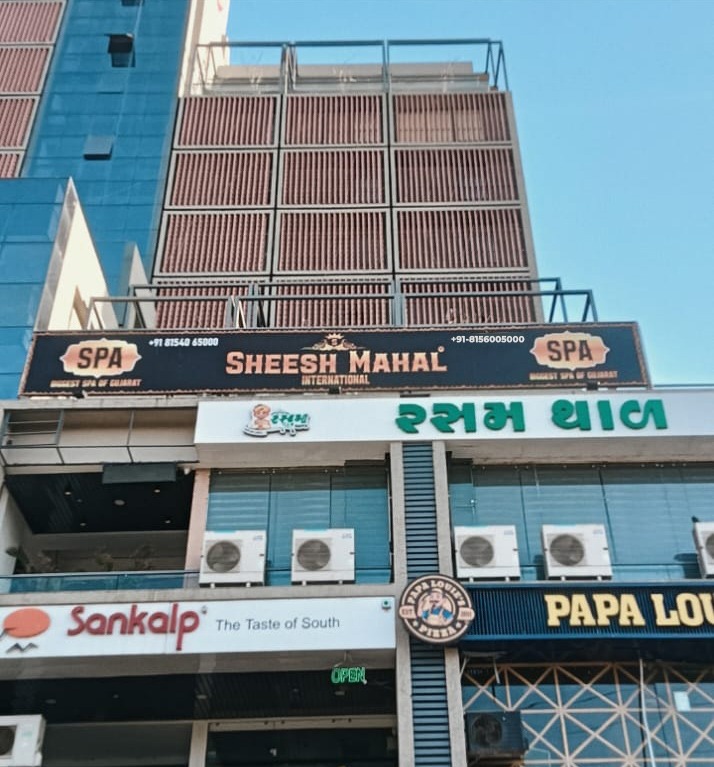 SPA
+91 81540 65000
SHEESH MAHAL
INTERNATIONAL
+91-8156005000
SPA
BIGGEST SPA OF GUJARAT
BIGGEST SPA OF GUJARAT
રસમ
રસમ થાળ
Sankalp
The Taste of South
PAPA LOUIE'S
PIZZA
PAPA LOU
OPEN